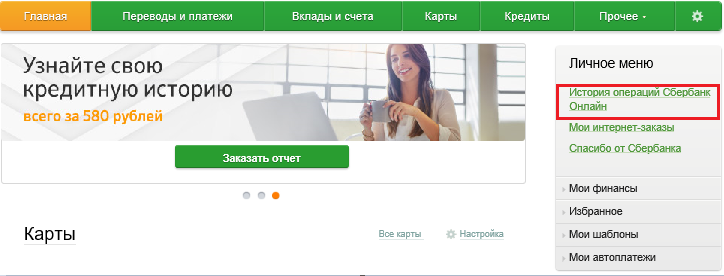 Главная
Переводы и платежи
Вклады и счета
Карты
Кредиты
Прочее
Узнайте свою
кредитную историю
всего за 580 рублей
Заказать отчет
Карты
Все карты
Настройка
Личное меню
История операций Сбербанк
Онлайн
Мои интернет-заказы
Спасибо от Сбербанка
Мои финансы
Избранное
Мои шаблоны
Мои автоплатежи